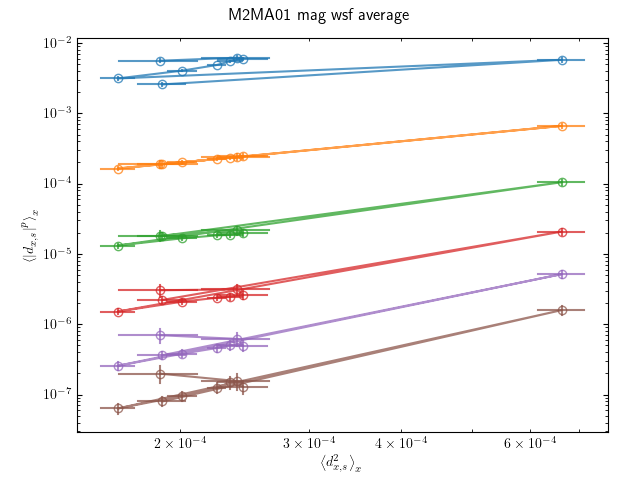 M2MA01 mag wsf average
10⁻²
10⁻³
10⁻⁴
10⁻⁵
10⁻⁶
10⁻⁷
⟨|d_{x,s}|^p⟩_x
2 × 10⁻⁴ 3 × 10⁻⁴ 4 × 10⁻⁴ 6 × 10⁻⁴
⟨d²_{x,s}⟩_x